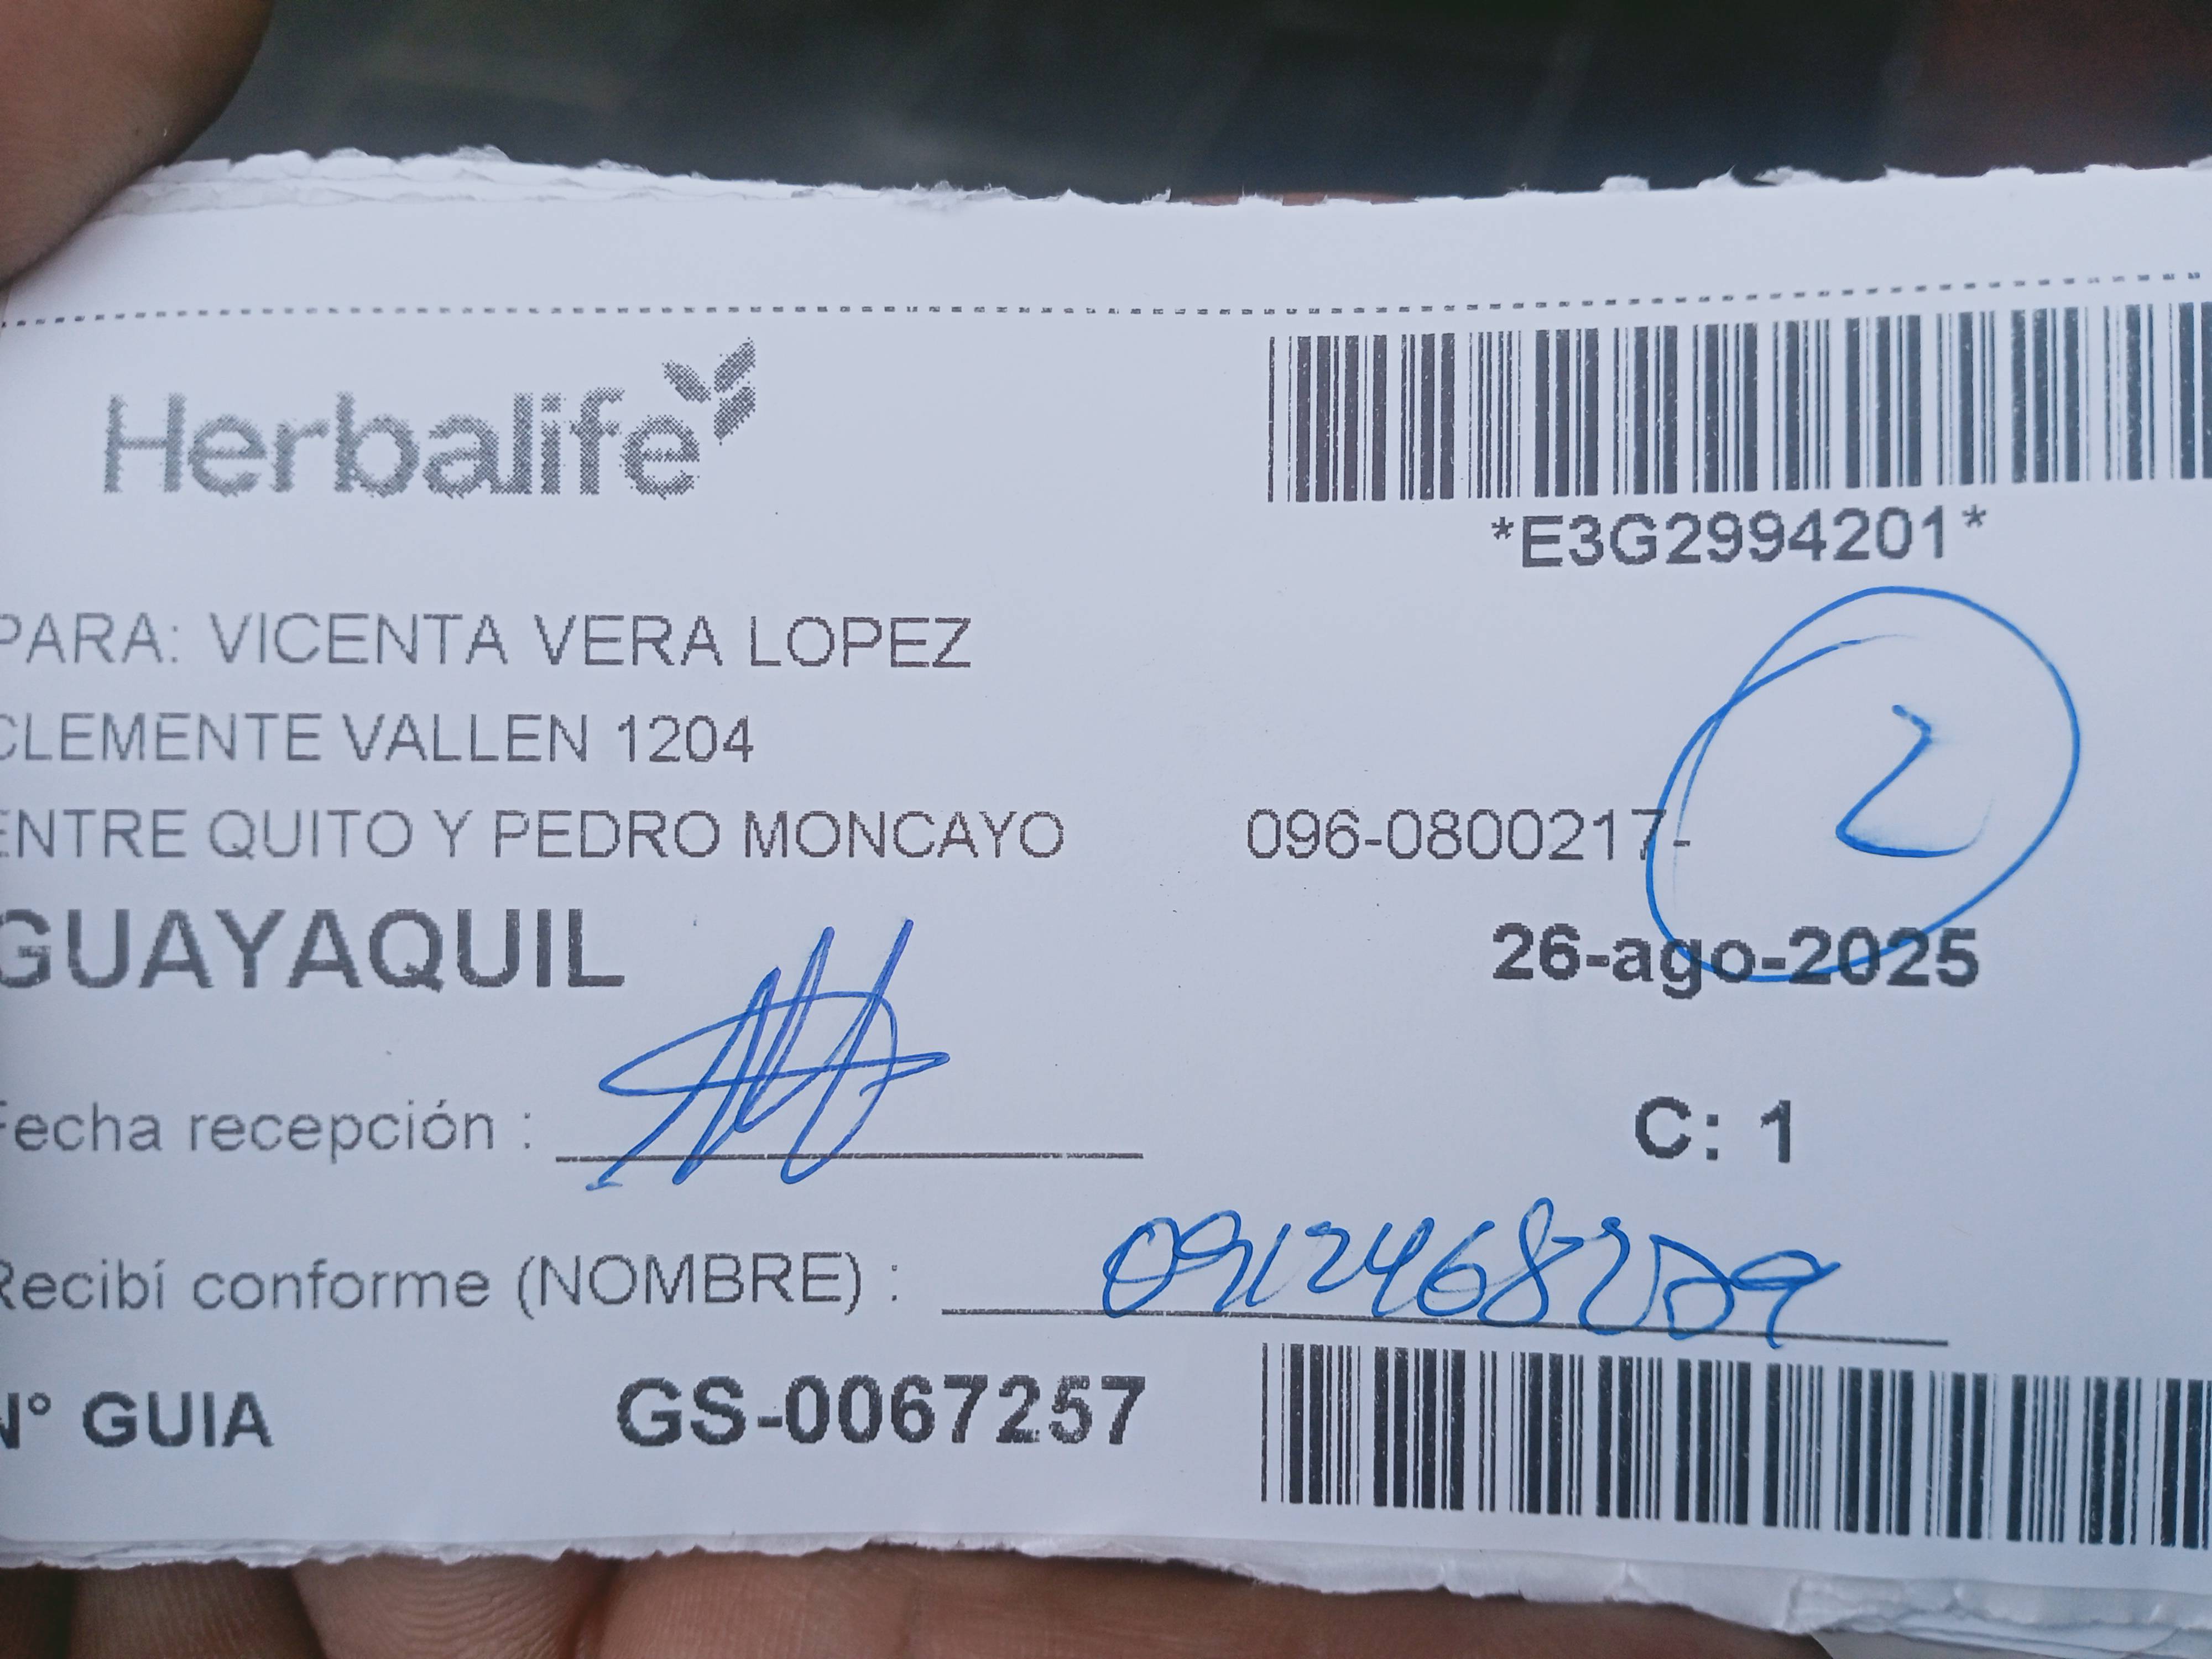 Herbalife
*E3G2994201*
PARA: VICENTA VERA LOPEZ
CLEMENTE VALLEN 1204
ENTRE QUITO Y PEDRO MONCAYO 096-0800217-
2
GUAYAQUIL
26-ago-2025
Fecha recepción :
C: 1
Recibí conforme (NOMBRE) :
N° GUIA GS-0067257